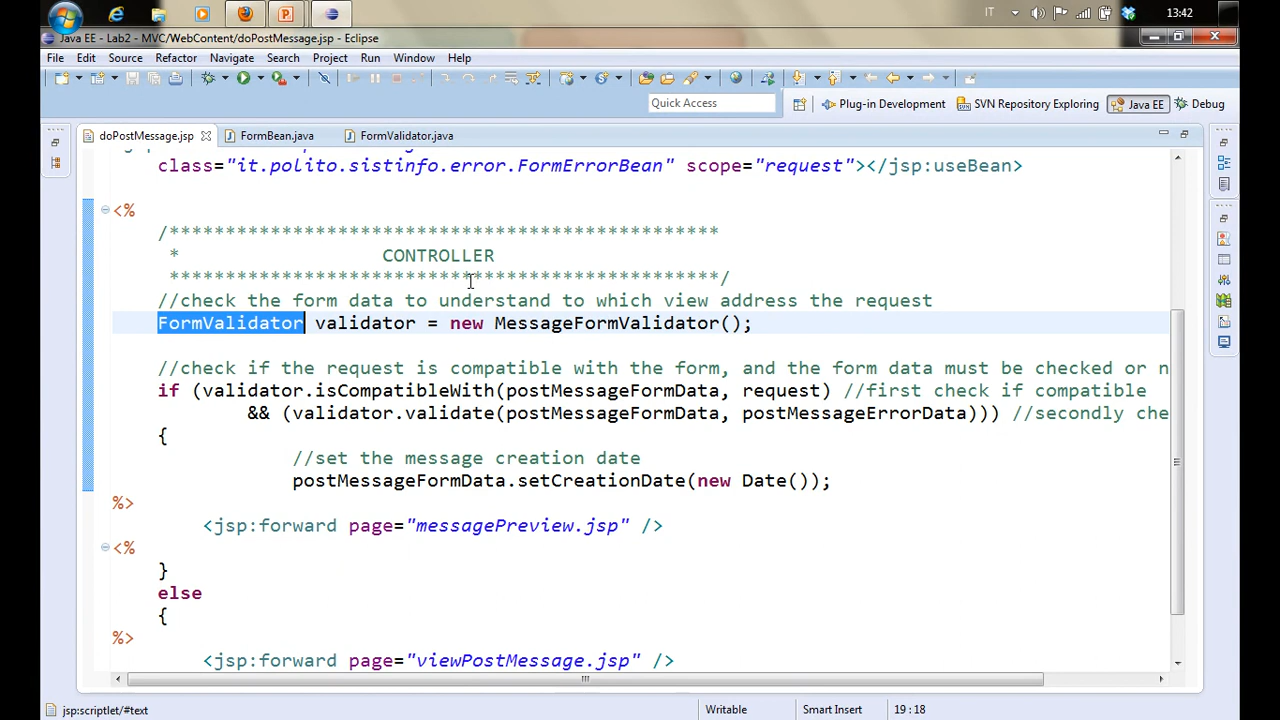 IT
13:42
Java EE - Lab2 - MVC/WebContent/doPostMessage.jsp - Eclipse
File Edit Source Refactor Navigate Search Project Run Window Help
Quick Access
Plug-in Development
SVN Repository Exploring
Java EE
Debug
doPostMessage.jsp
FormBean.java
FormValidator.java
class="it.polito.sistinfo.error.FormErrorBean" scope="request"></jsp:useBean>
<%
/*************************************************
* CONTROLLER
*************************************************/
//check the form data to understand to which view address the request
FormValidator validator = new MessageFormValidator();
//check if the request is compatible with the form, and the form data must be checked or n
if (validator.isCompatibleWith(postMessageFormData, request) //first check if compatible
&& (validator.validate(postMessageFormData, postMessageErrorData))) //secondly che
{
//set the message creation date
postMessageFormData.setCreationDate(new Date());
%>
<jsp:forward page="messagePreview.jsp" />
<%
}
else
{
%>
<jsp:forward page="viewPostMessage.jsp" />
jsp:scriptlet/#text
Writable
Smart Insert
19 : 18